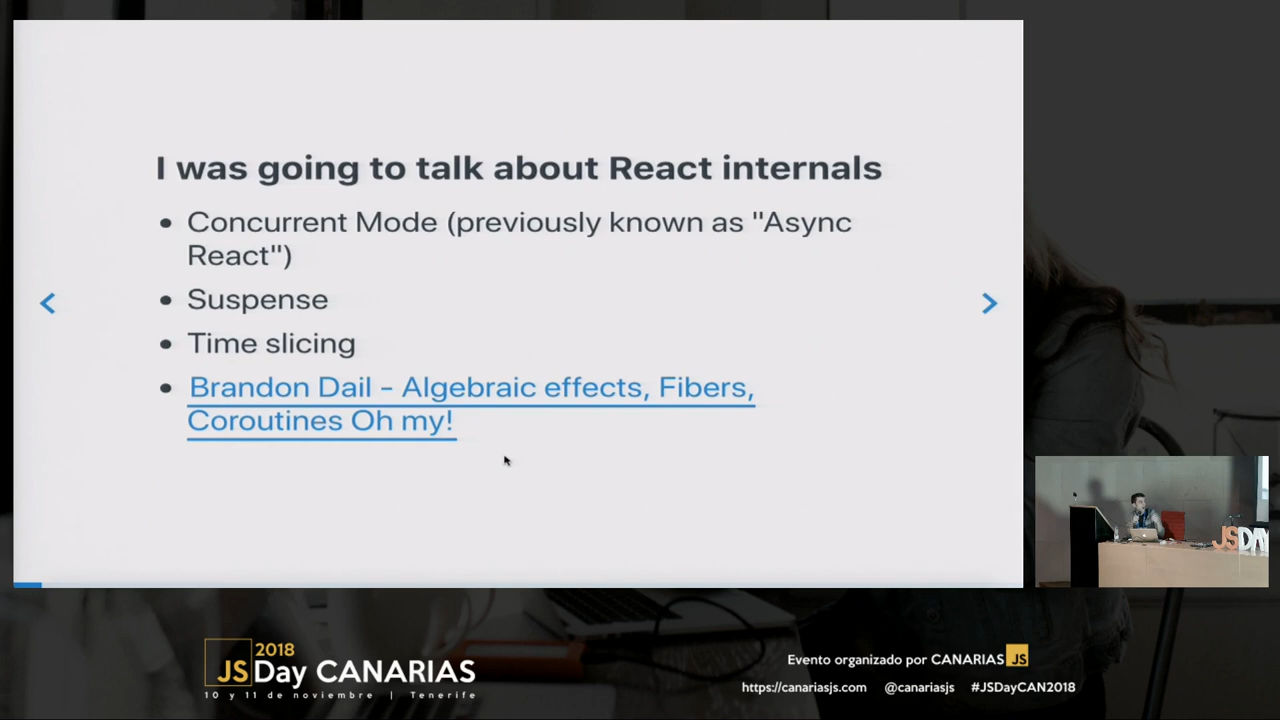 I was going to talk about React internals
• Concurrent Mode (previously known as "Async
React")
• Suspense
• Time slicing
• Brandon Dail - Algebraic effects, Fibers,
Coroutines Oh my!
JSDAY
2018
JSDay CANARIAS
10 y 11 de noviembre | Tenerife
Evento organizado por CANARIAS JS
https://canariasjs.com @canariasjs #JSDayCAN2018